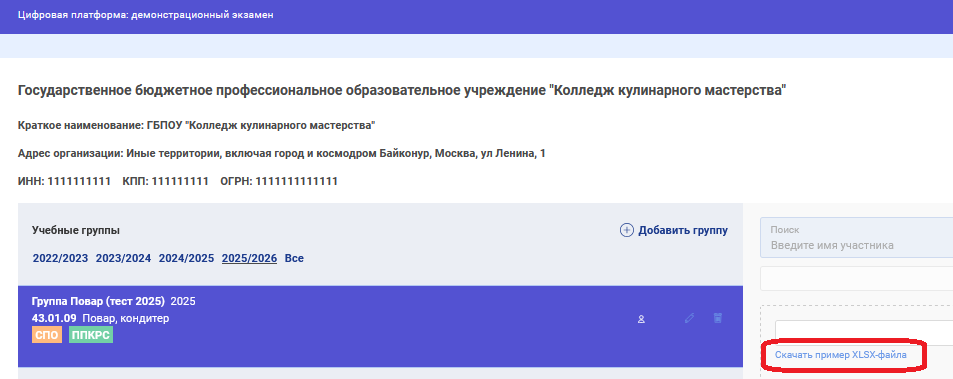 Цифровая платформа: демонстрационный экзамен
Государственное бюджетное профессиональное образовательное учреждение "Колледж кулинарного мастерства"
Краткое наименование: ГБПОУ "Колледж кулинарного мастерства"
Адрес организации: Иные территории, включая город и космодром Байконур, Москва, ул Ленина, 1
ИНН: 1111111111 КПП: 111111111 ОГРН: 1111111111111
Учебные группы
Добавить группу
2022/2023 2023/2024 2024/2025 2025/2026 Все
Группа Повар (тест 2025) 2025
43.01.09 Повар, кондитер
СПО ППКРС
Поиск
Введите имя участника
Скачать пример XLSX-файла